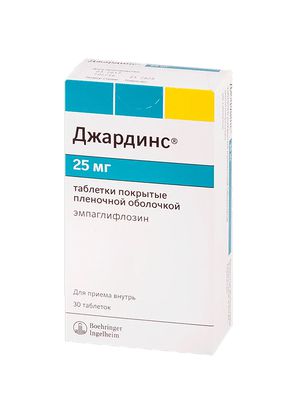 Джардинс®
25 мг
таблетки покрытые
пленочной оболочкой
эмпаглифлозин
Для приема внутрь
30 таблеток
Boehringer
Ingelheim